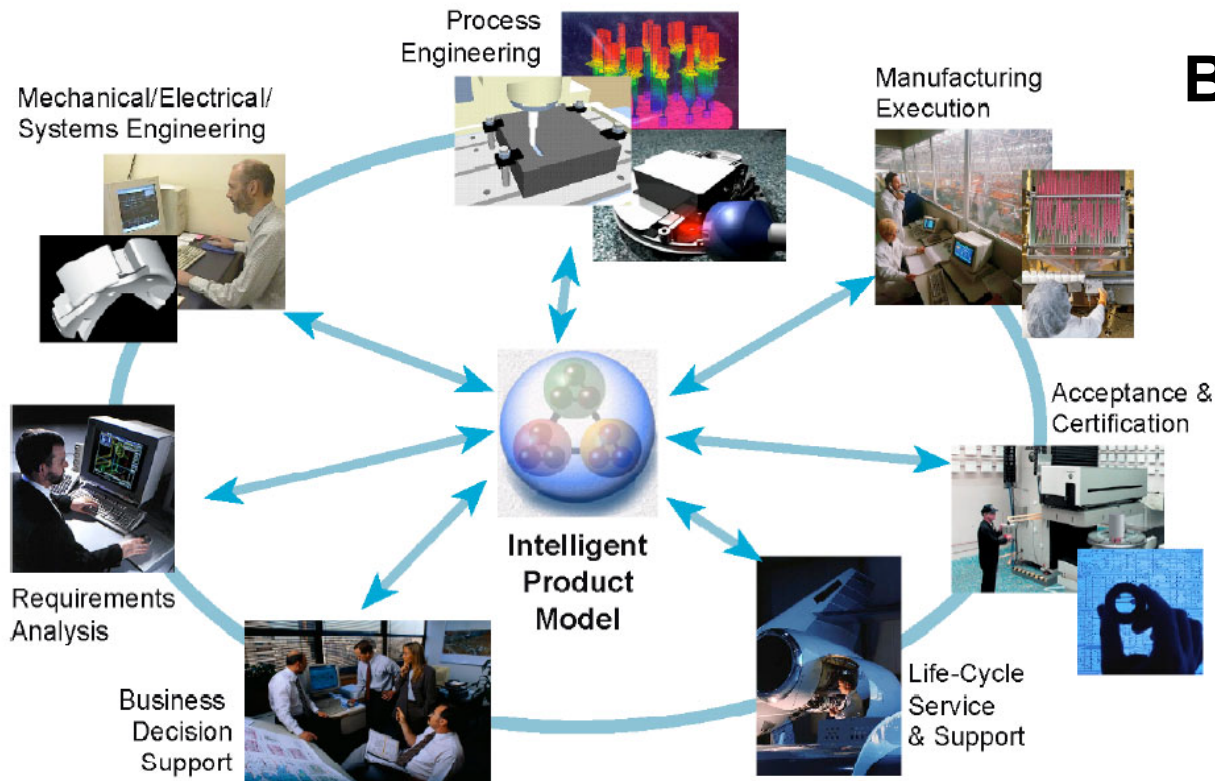 Process
Engineering
Manufacturing
Execution
B
Mechanical/Electrical/
Systems Engineering
Acceptance &
Certification
Intelligent
Product
Model
Requirements
Analysis
Life-Cycle
Service
& Support
Business
Decision
Support